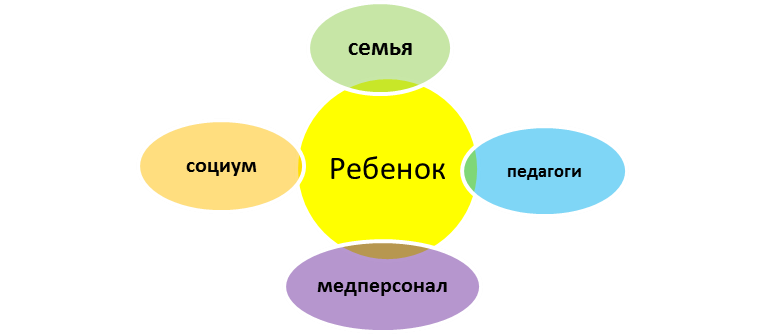 семья
социум
Ребенок
педагоги
медперсонал